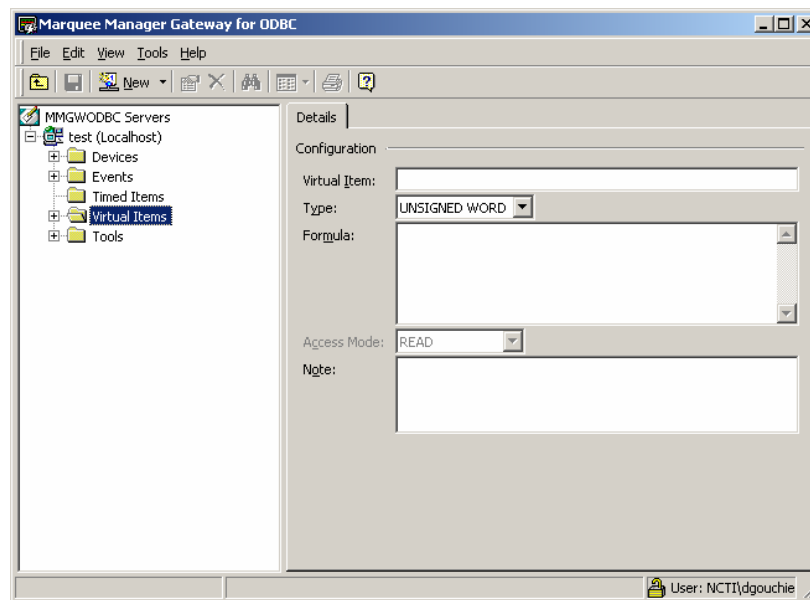 Marquee Manager Gateway for ODBC
File Edit View Tools Help
New
MMGWODBC Servers
test (Localhost)
Devices
Events
Timed Items
Virtual Items
Tools
Details
Configuration
Virtual Item:
Type: UNSIGNED WORD
Formula:
Access Mode: READ
Note:
User: NCTI\dgouchie